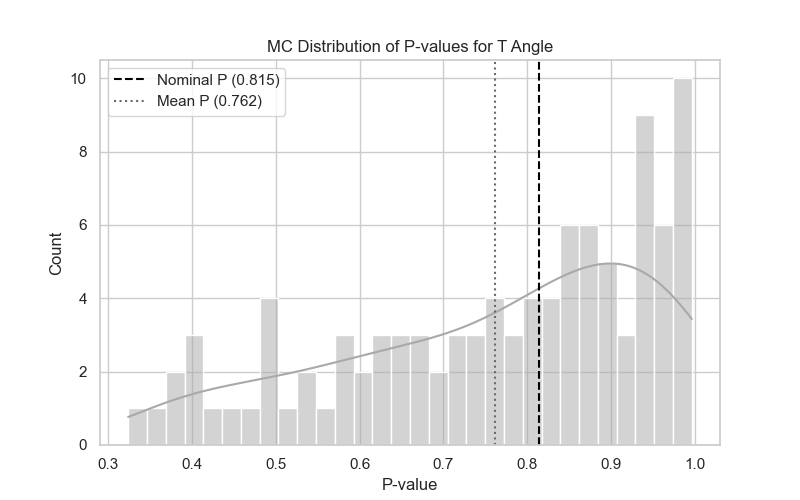 MC Distribution of P-values for T Angle
Nominal P (0.815)
Mean P (0.762)
10
8
6
4
2
0
Count
0.3 0.4 0.5 0.6 0.7 0.8 0.9 1.0
P-value